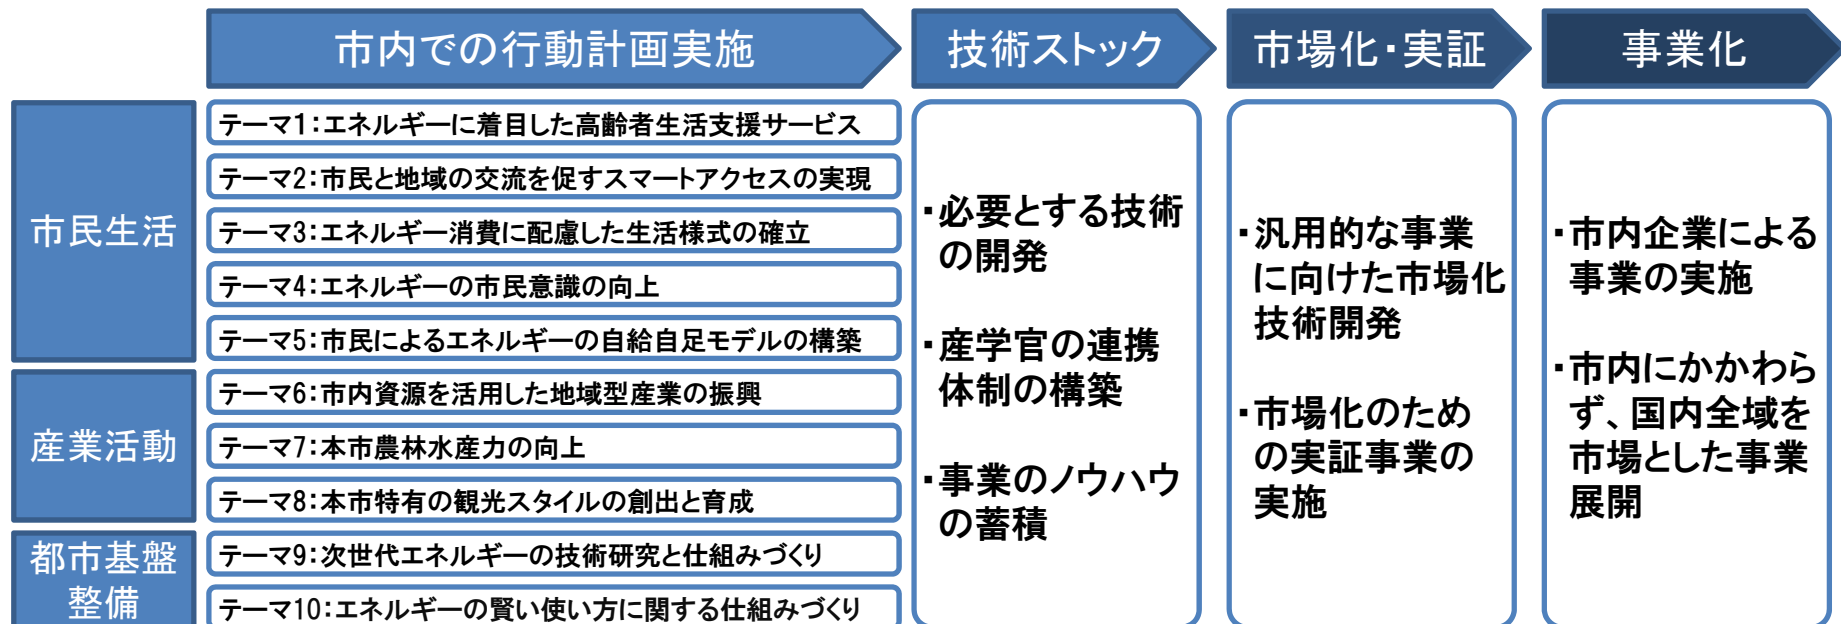 市内での行動計画実施
技術ストック
市場化・実証
事業化
市民生活
テーマ1：エネルギーに着目した高齢者生活支援サービス
テーマ2：市民と地域の交流を促すスマートアクセスの実現
テーマ3：エネルギー消費に配慮した生活様式の確立
テーマ4：エネルギーの市民意識の向上
テーマ5：市民によるエネルギーの自給自足モデルの構築
産業活動
テーマ6：市内資源を活用した地域型産業の振興
テーマ7：本市農林水産力の向上
テーマ8：本市特有の観光スタイルの創出と育成
都市基盤
整備
テーマ9：次世代エネルギーの技術研究と仕組みづくり
テーマ10：エネルギーの賢い使い方に関する仕組みづくり
・必要とする技術
の開発
・産学官の連携
体制の構築
・事業のノウハウ
の蓄積
・汎用的な事業
に向けた市場化
技術開発
・市場化のため
の実証事業の
実施
・市内企業による
事業の実施
・市内にかかわら
ず、国内全域を
市場とした事業
展開